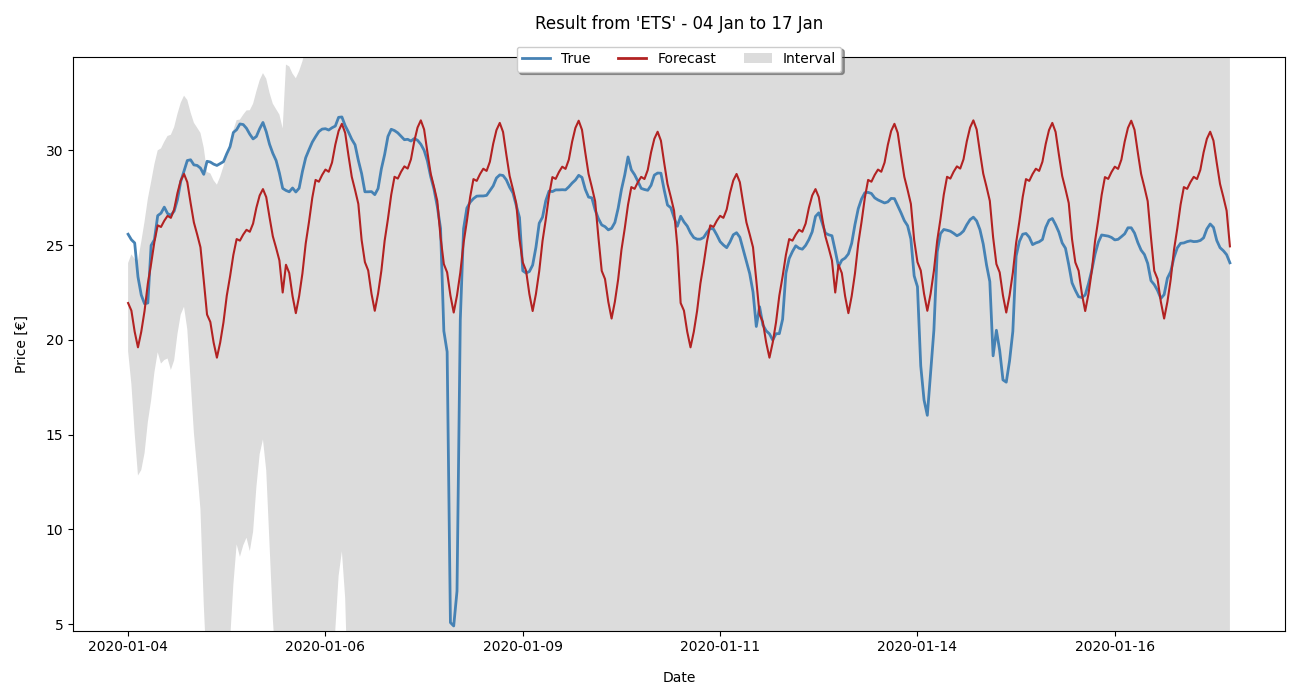 Result from 'ETS' - 04 Jan to 17 Jan
True Forecast Interval
Price [€]
30
25
20
15
10
5
2020-01-04 2020-01-06 2020-01-09 2020-01-11 2020-01-14 2020-01-16
Date